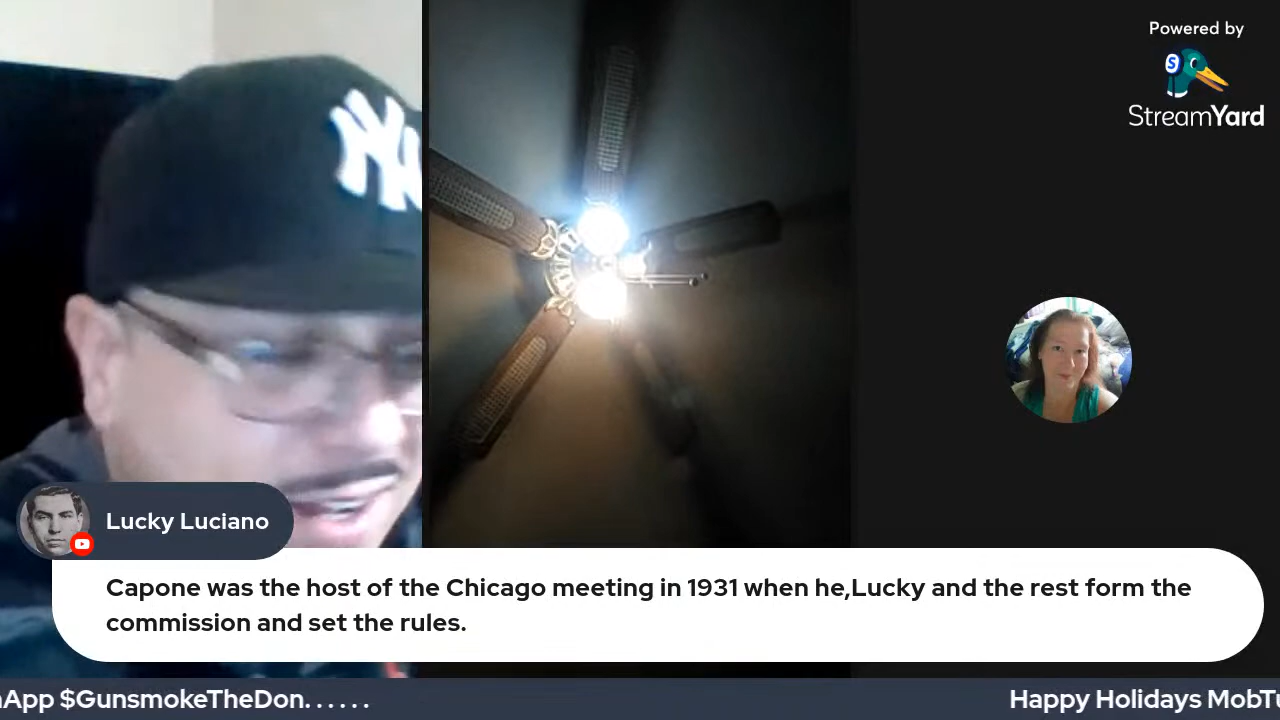 Powered by
StreamYard
NY
Lucky Luciano
Capone was the host of the Chicago meeting in 1931 when he,Lucky and the rest form the
commission and set the rules.
App $GunsmokeTheDon. . . . . .
Happy Holidays MobTu